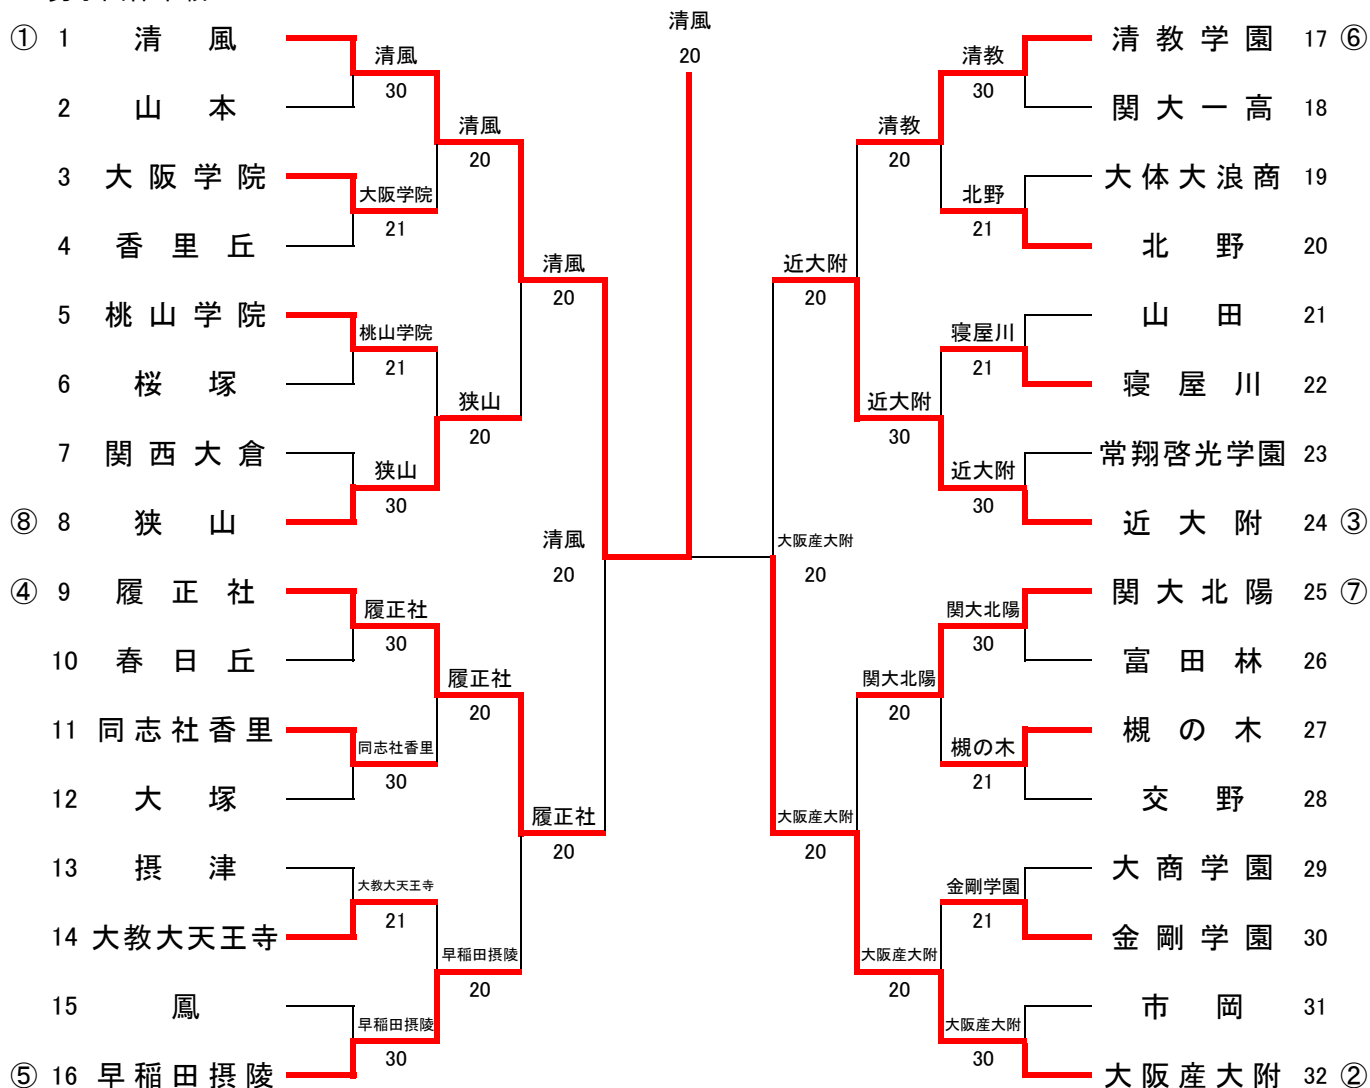 清風
20
① 1 清風
2 山本
3 大阪学院
4 香里丘
5 桃山学院
6 桜塚
7 関西大倉
⑧ 8 狭山
④ 9 履正社
10 春日丘
11 同志社香里
12 大塚
13 摂津
14 大教大天王寺
15 鳳
⑤ 16 早稲田摂陵
清風
30
大阪学院
21
桃山学院
21
狭山
30
履正社
30
同志社香里
30
大教大天王寺
21
早稲田摂陵
30
清風
20
狭山
20
履正社
20
早稲田摂陵
20
清風
20
履正社
20
清風
20
大阪産大附
20
近大附
20
大阪産大附
20
清教
20
近大附
30
関大北陽
20
大阪産大附
20
清教
30
北野
21
寝屋川
21
近大附
30
関大北陽
30
槻の木
21
金剛学園
21
大阪産大附
30
清教学園 17 ⑥
関大一高 18
大体大浪商 19
北野 20
山田 21
寝屋川 22
常翔啓光学園 23
近大附 24 ③
関大北陽 25 ⑦
富田林 26
槻の木 27
交野 28
大商学園 29
金剛学園 30
市岡 31
大阪産大附 32 ②